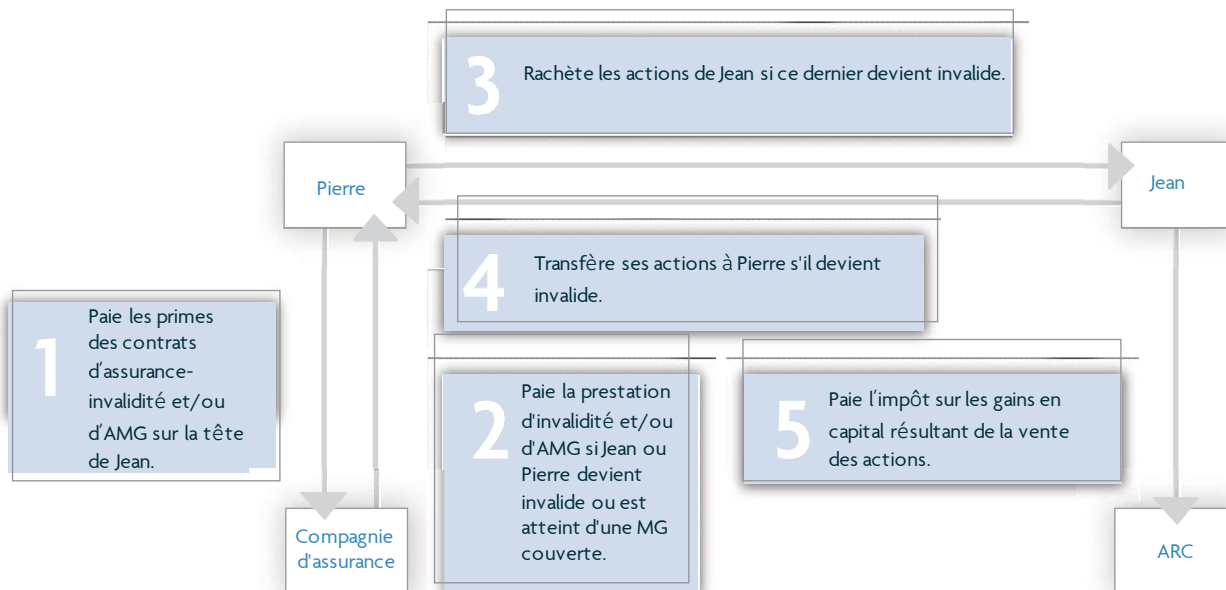 3
Rachète les actions de Jean si ce dernier devient invalide.
Pierre
Jean
4
Transfère ses actions à Pierre s'il devient
invalide.
1
Paie les primes
des contrats
d'assurance-
invalidité et/ou
d'AMG sur la tête
de Jean.
2
Paie la prestation
d'invalidité et/ou
d'AMG si Jean ou
Pierre devient
invalide ou est
atteint d'une MG
couverte.
5
Paie l'impôt sur les gains en
capital résultant de la vente
des actions.
Compagnie
d'assurance
ARC